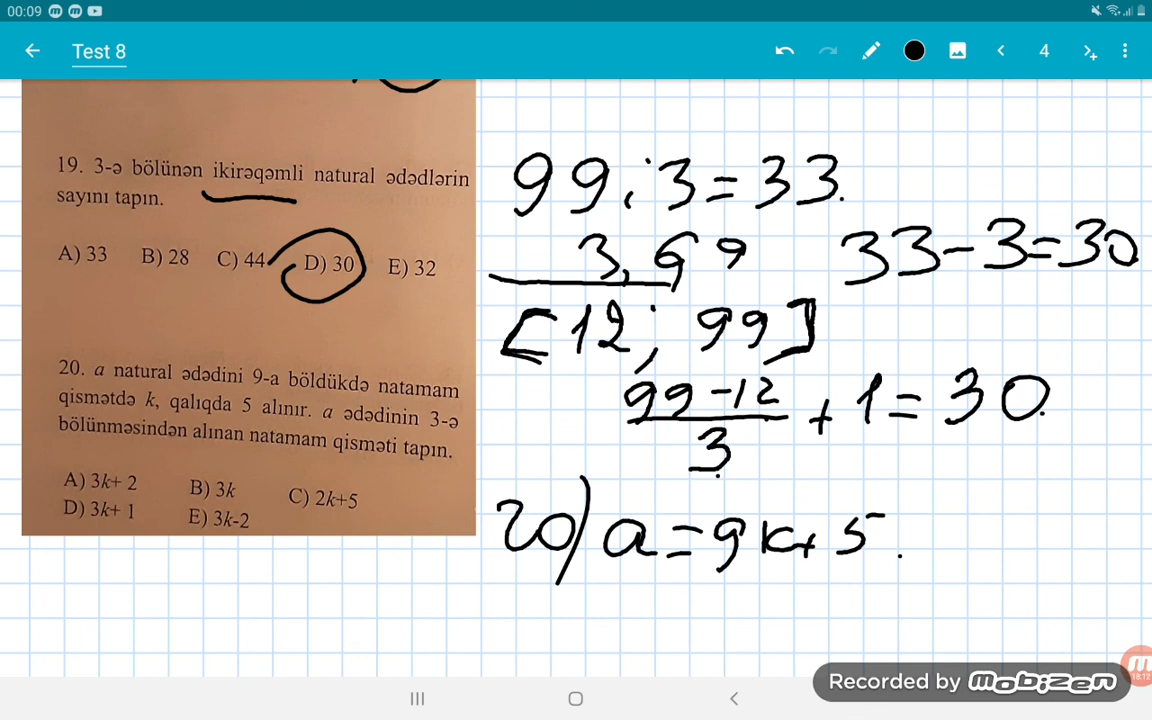 00:09
Test 8
4
19. 3-ə bölünən ikirəqəmli natural ədədlərin
sayını tapın.
A) 33 B) 28 C) 44 D) 30 E) 32
20. a natural ədədini 9-a böldükdə natamam
qismətdə k, qalıqda 5 alınır. a ədədinin 3-ə
bölünməsindən alınan natamam qisməti tapın.
A) 3k+ 2 B) 3k C) 2k+5
D) 3k+ 1 E) 3k-2
99:3=33.
3,69 33-3=30
[12; 99]
99-12
3
+1=30.
20) a=9k+5.
Recorded by mobizen
18:12